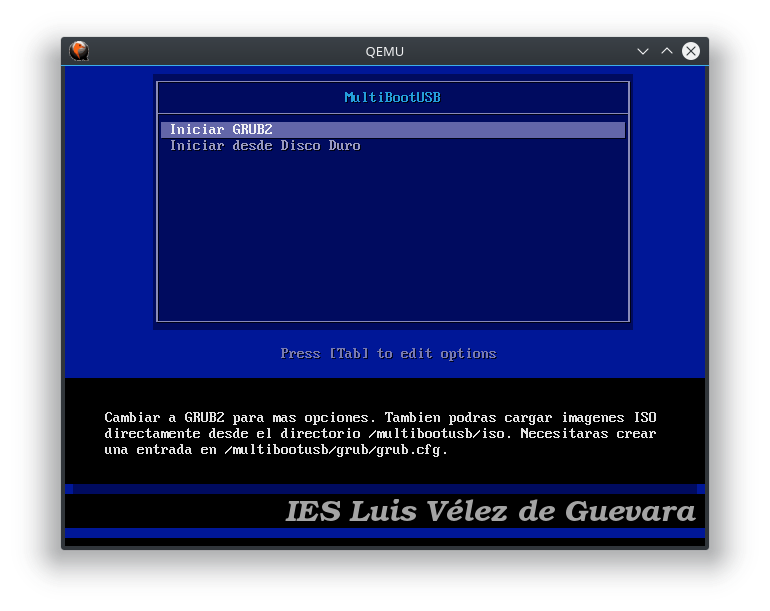 QEMU
MultiBootUSB
Iniciar GRUB2
Iniciar desde Disco Duro
Press [Tab] to edit options
Cambiar a GRUB2 para mas opciones. Tambien podras cargar imagenes ISO
directamente desde el directorio /multibootusb/iso. Necesitaras crear
una entrada en /multibootusb/grub/grub.cfg.
IES Luis Vélez de Guevara